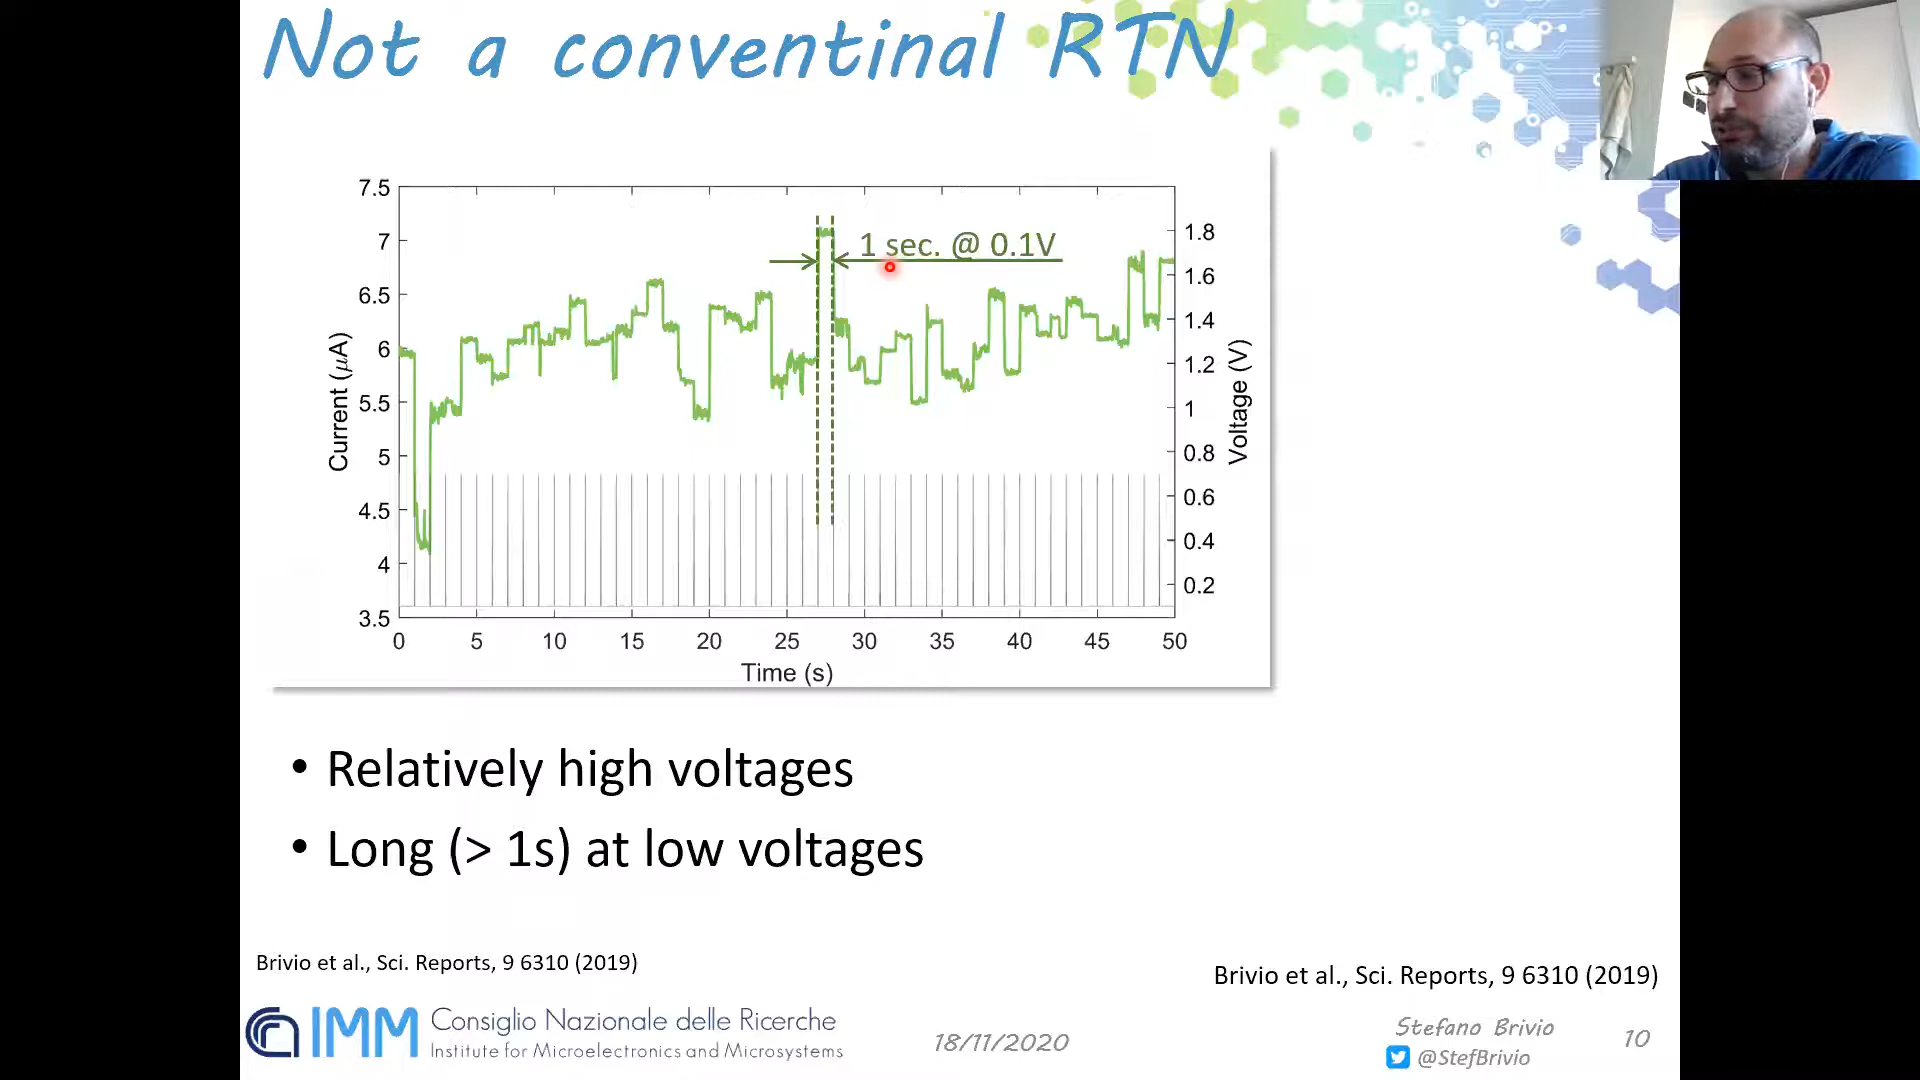 Not a conventinal RTN
7.5
7
6.5
6
5.5
5
4.5
4
3.5
Current (μA)
1 sec. @ 0.1V
1.8
1.6
1.4
1.2
1
0.8
0.6
0.4
0.2
Voltage (V)
0 5 10 15 20 25 30 35 40 45 50
Time (s)
• Relatively high voltages
• Long (> 1s) at low voltages
Brivio et al., Sci. Reports, 9 6310 (2019)
Brivio et al., Sci. Reports, 9 6310 (2019)
IMM
Consiglio Nazionale delle Ricerche
Institute for Microelectronics and Microsystems
18/11/2020
Stefano Brivio
@StefBrivio
10